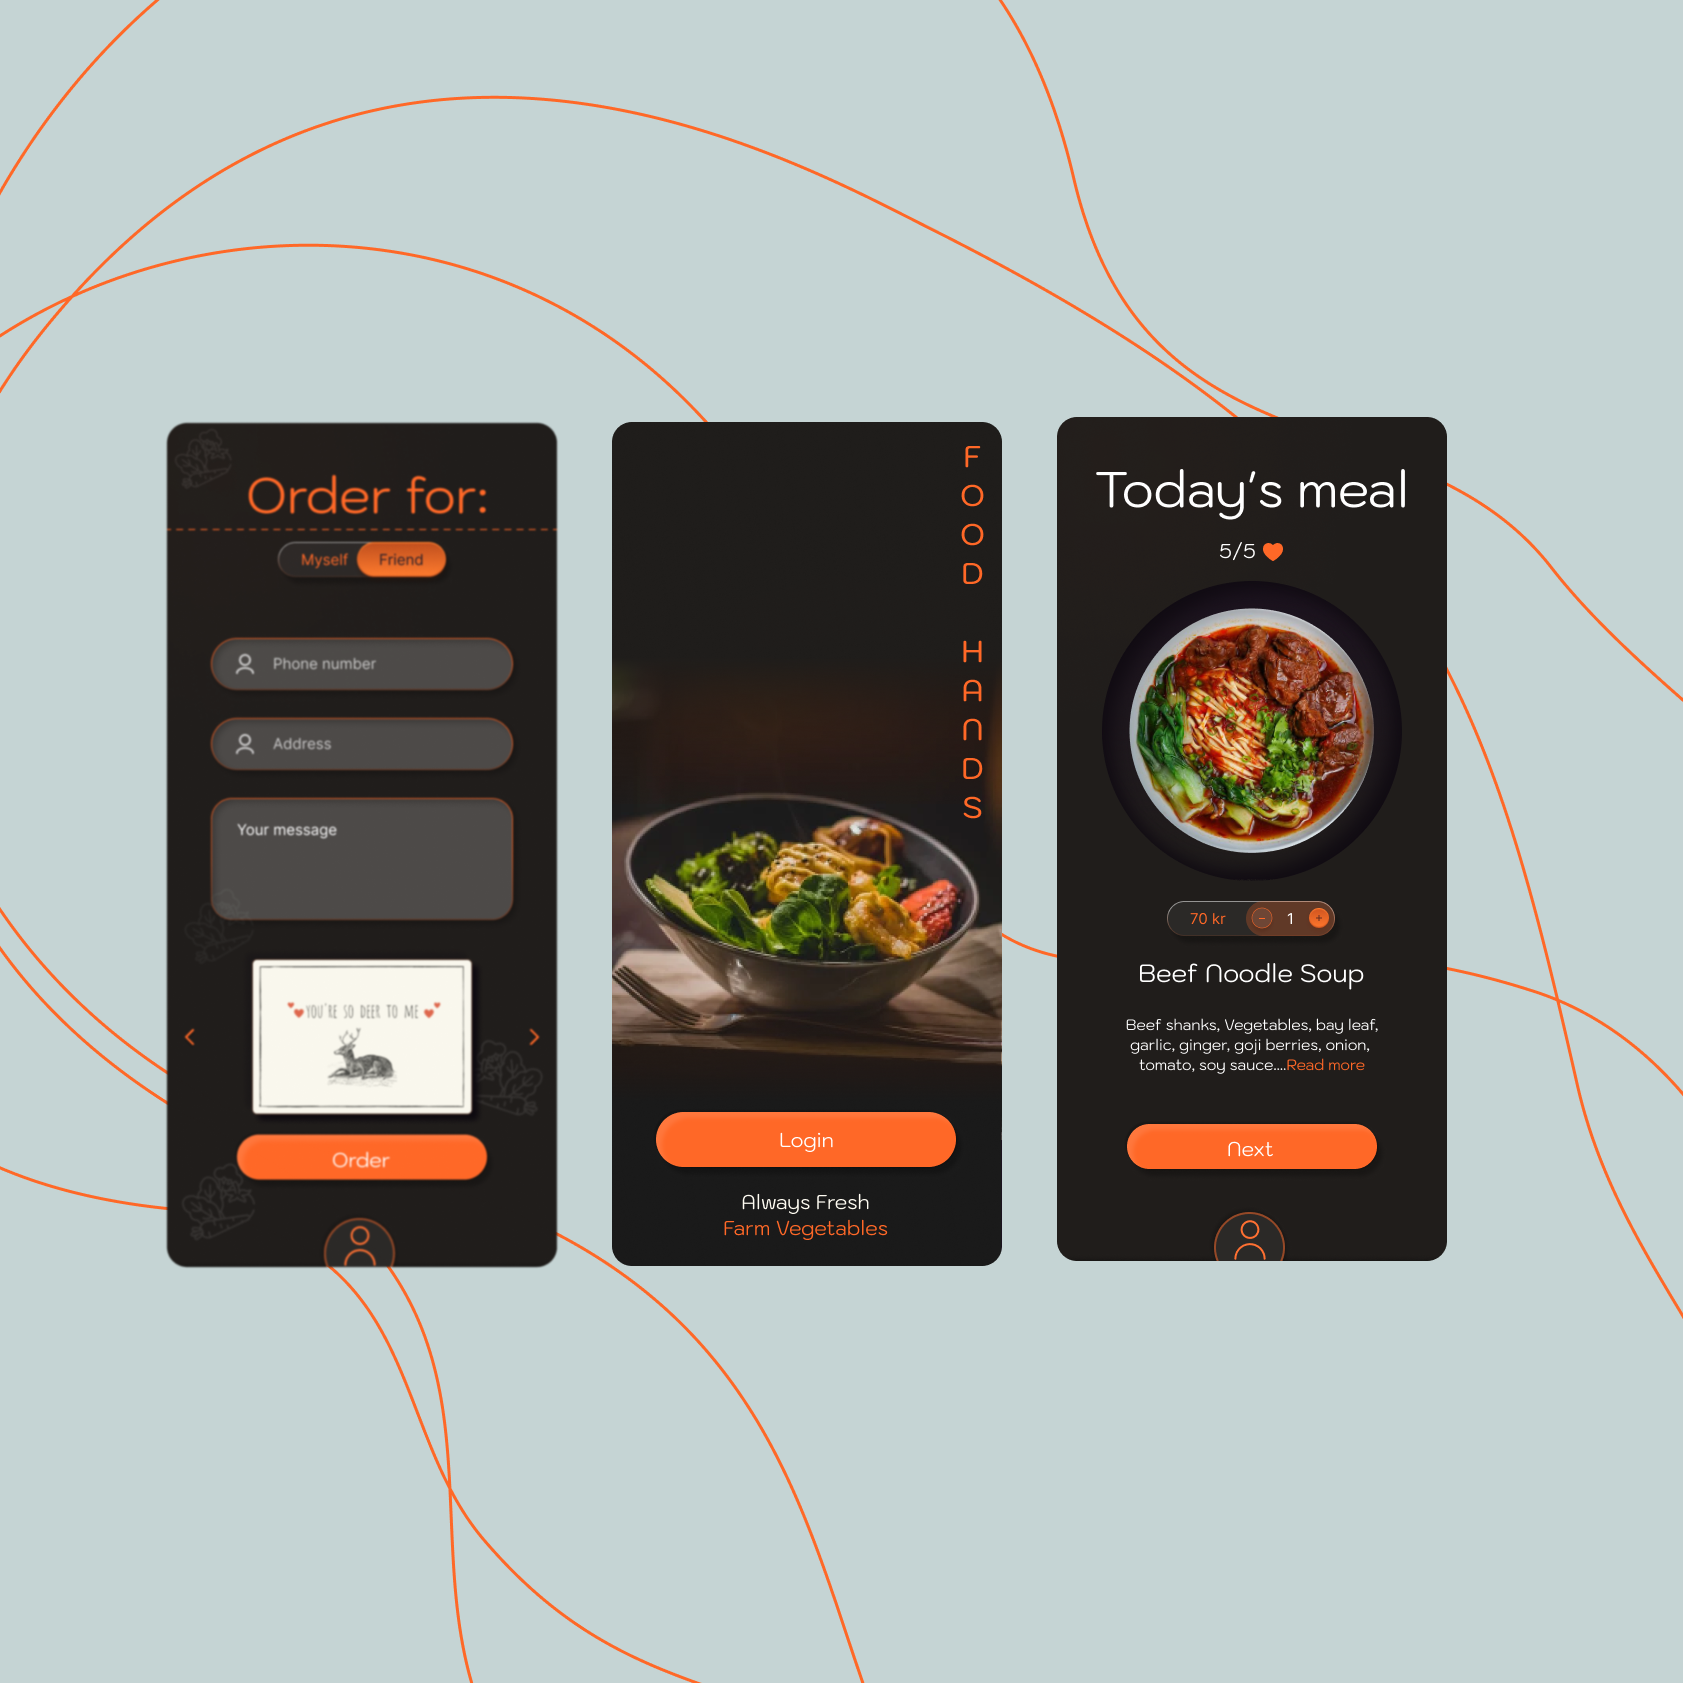 Order for:
Myself
Friend
Phone number
Address
Your message
YOU'RE SO DEER TO ME
Order
FOOD HANDS
Login
Always Fresh
Farm Vegetables
Today's meal
5/5
70 kr
− 1 +
Beef Noodle Soup
Beef shanks, Vegetables, bay leaf,
garlic, ginger, goji berries, onion,
tomato, soy sauce....Read more
Next